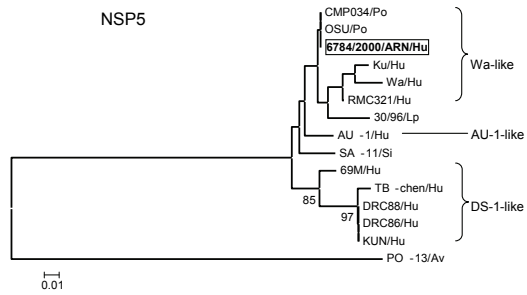 NSP5
CMP034/Po
OSU/Po
6784/2000/ARN/Hu
Ku/Hu
Wa/Hu
RMC321/Hu
Wa-like
30/96/Lp
AU -1/Hu
AU-1-like
SA -11/Si
69M/Hu
85
TB -chen/Hu
DRC88/Hu
97
DRC86/Hu
KUN/Hu
DS-1-like
PO -13/Av
0.01